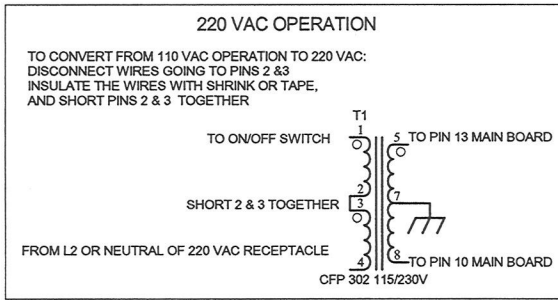 220 VAC OPERATION
TO CONVERT FROM 110 VAC OPERATION TO 220 VAC:
DISCONNECT WIRES GOING TO PINS 2 &3
INSULATE THE WIRES WITH SHRINK OR TAPE,
AND SHORT PINS 2 & 3 TOGETHER
T1
TO ON/OFF SWITCH
1
5
TO PIN 13 MAIN BOARD
2
SHORT 2 & 3 TOGETHER
3
7
FROM L2 OR NEUTRAL OF 220 VAC RECEPTACLE
4
8
TO PIN 10 MAIN BOARD
CFP 302 115/230V